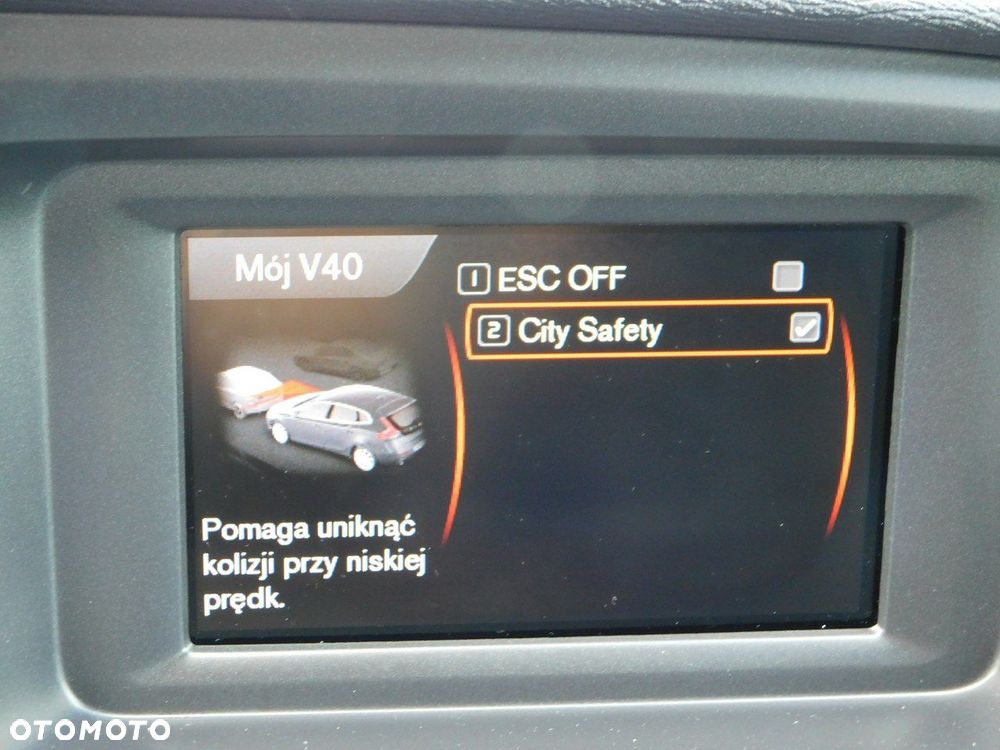 Mój V40
1 ESC OFF
2 City Safety
Pomaga uniknąć
kolizji przy niskiej
prędk.
OTOMOTO